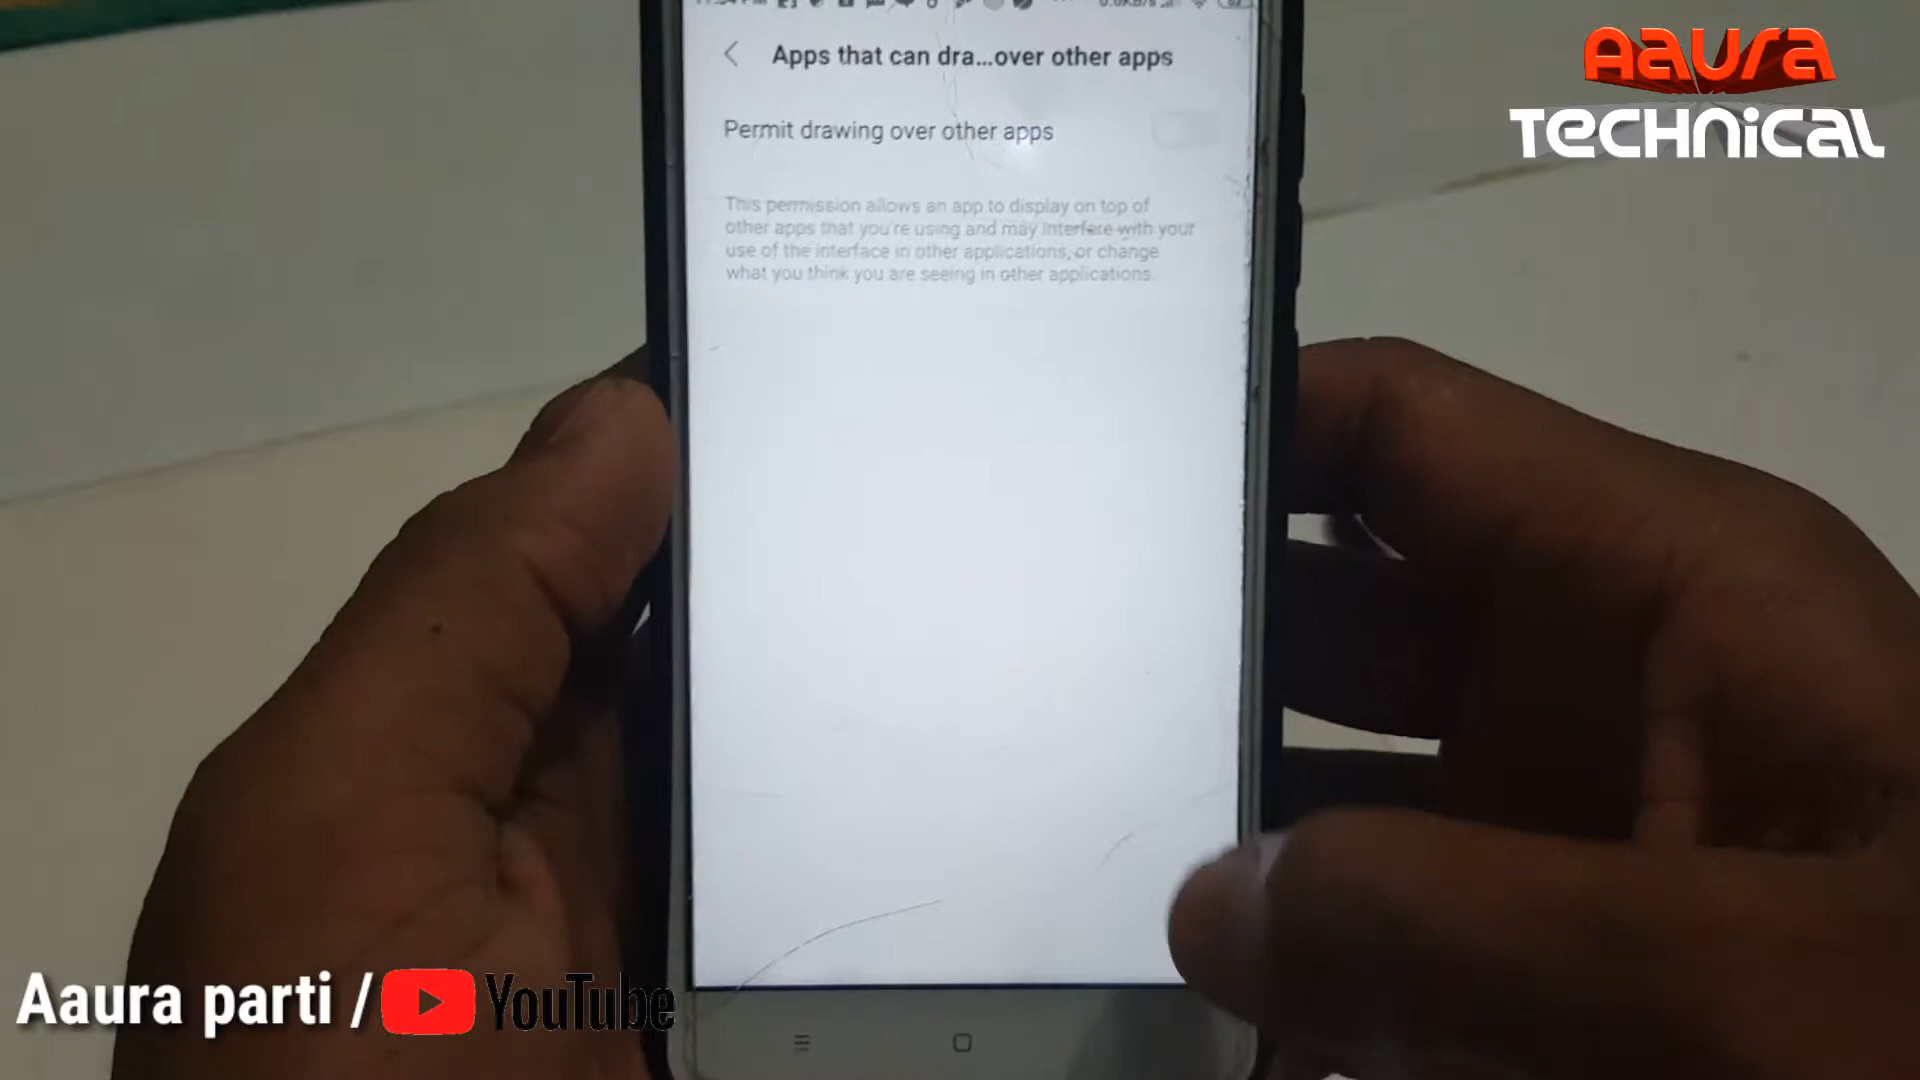 Apps that can dra...over other apps
Permit drawing over other apps
This permission allows an app to display on top of
other apps that you're using and may interfere with your
use of the interface in other applications, or change
what you think you are seeing in other applications.
Aaura
Technical
Aaura parti / YouTube